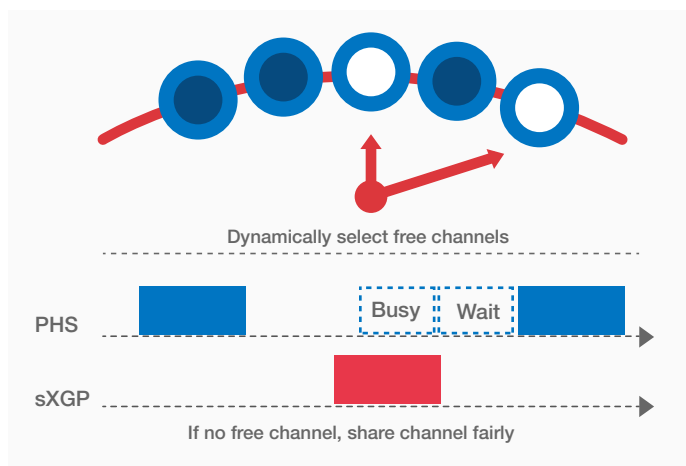 Dynamically select free channels
PHS
Busy
Wait
sXGP
If no free channel, share channel fairly